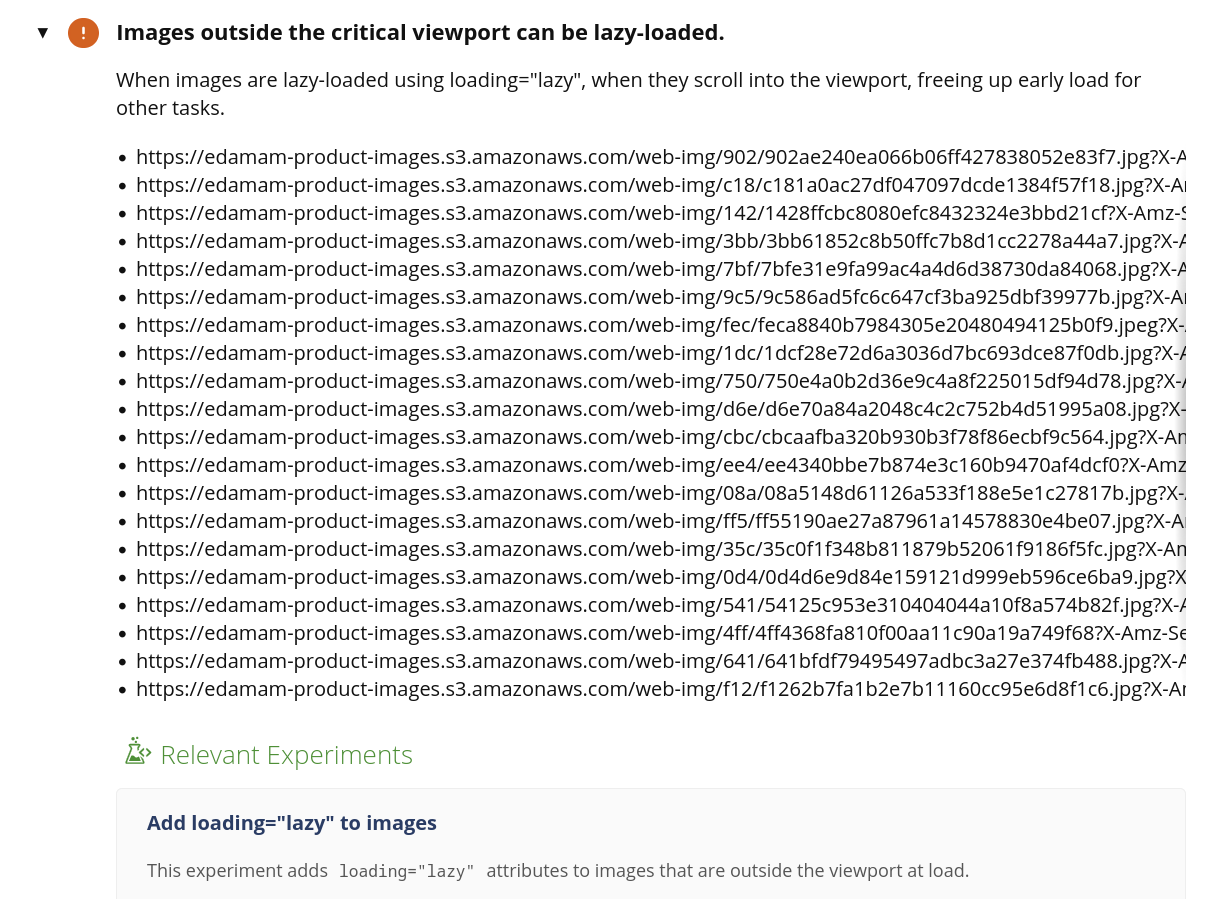 Images outside the critical viewport can be lazy-loaded.
When images are lazy-loaded using loading="lazy", when they scroll into the viewport, freeing up early load for
other tasks.
https://edamam-product-images.s3.amazonaws.com/web-img/902/902ae240ea066b06ff427838052e83f7.jpg?X-A
https://edamam-product-images.s3.amazonaws.com/web-img/c18/c181a0ac27df047097dcde1384f57f18.jpg?X-Ar
https://edamam-product-images.s3.amazonaws.com/web-img/142/1428ffcbc8080efc8432324e3bbd21cf?X-Amz-S
https://edamam-product-images.s3.amazonaws.com/web-img/3bb/3bb61852c8b50ffc7b8d1cc2278a44a7.jpg?X-A
https://edamam-product-images.s3.amazonaws.com/web-img/7bf/7bfe31e9fa99ac4a4d6d38730da84068.jpg?X-A
https://edamam-product-images.s3.amazonaws.com/web-img/9c5/9c586ad5fc6c647cf3ba925dbf39977b.jpg?X-Ar
https://edamam-product-images.s3.amazonaws.com/web-img/fec/feca8840b7984305e20480494125b0f9.jpeg?X-
https://edamam-product-images.s3.amazonaws.com/web-img/1dc/1dcf28e72d6a3036d7bc693dce87f0db.jpg?X-A
https://edamam-product-images.s3.amazonaws.com/web-img/750/750e4a0b2d36e9c4a8f225015df94d78.jpg?X-A
https://edamam-product-images.s3.amazonaws.com/web-img/d6e/d6e70a84a2048c4c2c752b4d51995a08.jpg?X-
https://edamam-product-images.s3.amazonaws.com/web-img/cbc/cbcaafba320b930b3f78f86ecbf9c564.jpg?X-An
https://edamam-product-images.s3.amazonaws.com/web-img/ee4/ee4340bbe7b874e3c160b9470af4dcf0?X-Amz
https://edamam-product-images.s3.amazonaws.com/web-img/08a/08a5148d61126a533f188e5e1c27817b.jpg?X-
https://edamam-product-images.s3.amazonaws.com/web-img/ff5/ff55190ae27a87961a14578830e4be07.jpg?X-A
https://edamam-product-images.s3.amazonaws.com/web-img/35c/35c0f1f348b811879b52061f9186f5fc.jpg?X-An
https://edamam-product-images.s3.amazonaws.com/web-img/0d4/0d4d6e9d84e159121d999eb596ce6ba9.jpg?X
https://edamam-product-images.s3.amazonaws.com/web-img/541/54125c953e310404044a10f8a574b82f.jpg?X-A
https://edamam-product-images.s3.amazonaws.com/web-img/4ff/4ff4368fa810f00aa11c90a19a749f68?X-Amz-Se
https://edamam-product-images.s3.amazonaws.com/web-img/641/641bfdf79495497adbc3a27e374fb488.jpg?X-A
https://edamam-product-images.s3.amazonaws.com/web-img/f12/f1262b7fa1b2e7b11160cc95e6d8f1c6.jpg?X-Ar
Relevant Experiments
Add loading="lazy" to images
This experiment adds loading="lazy" attributes to images that are outside the viewport at load.